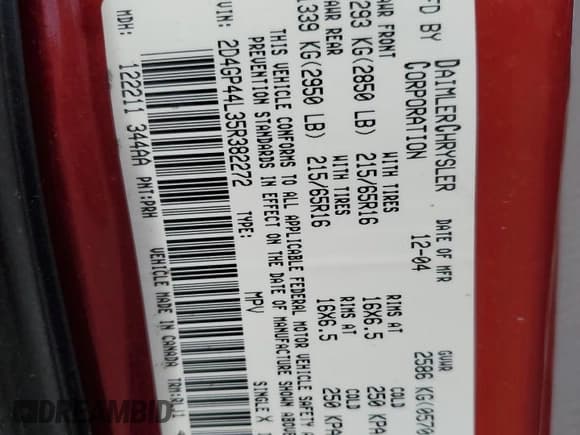 MFD BY DAIMLERCHRYSLER CORPORATION
DATE OF MFR 12-04
GVWR 2586 KG(0570
GAWR FRONT 1293 KG(2850 LB) WITH TIRES 215/65R16 RIMS AT 16X6.5 COLD 250 KPA
GAWR REAR 1339 KG(2950 LB) WITH TIRES 215/65R16 RIMS AT 16X6.5 COLD 250 KPA
THIS VEHICLE CONFORMS TO ALL APPLICABLE FEDERAL MOTOR VEHICLE SAFETY
PREVENTION STANDARDS IN EFFECT ON THE DATE OF MANUFACTURE SHOWN ABOVE
2D4GP44L35R382272 MPV SINGLE X
MDH: 122211 344AA PNT:PRH VEHICLE MADE IN CANADA TRM:
DREAMBID